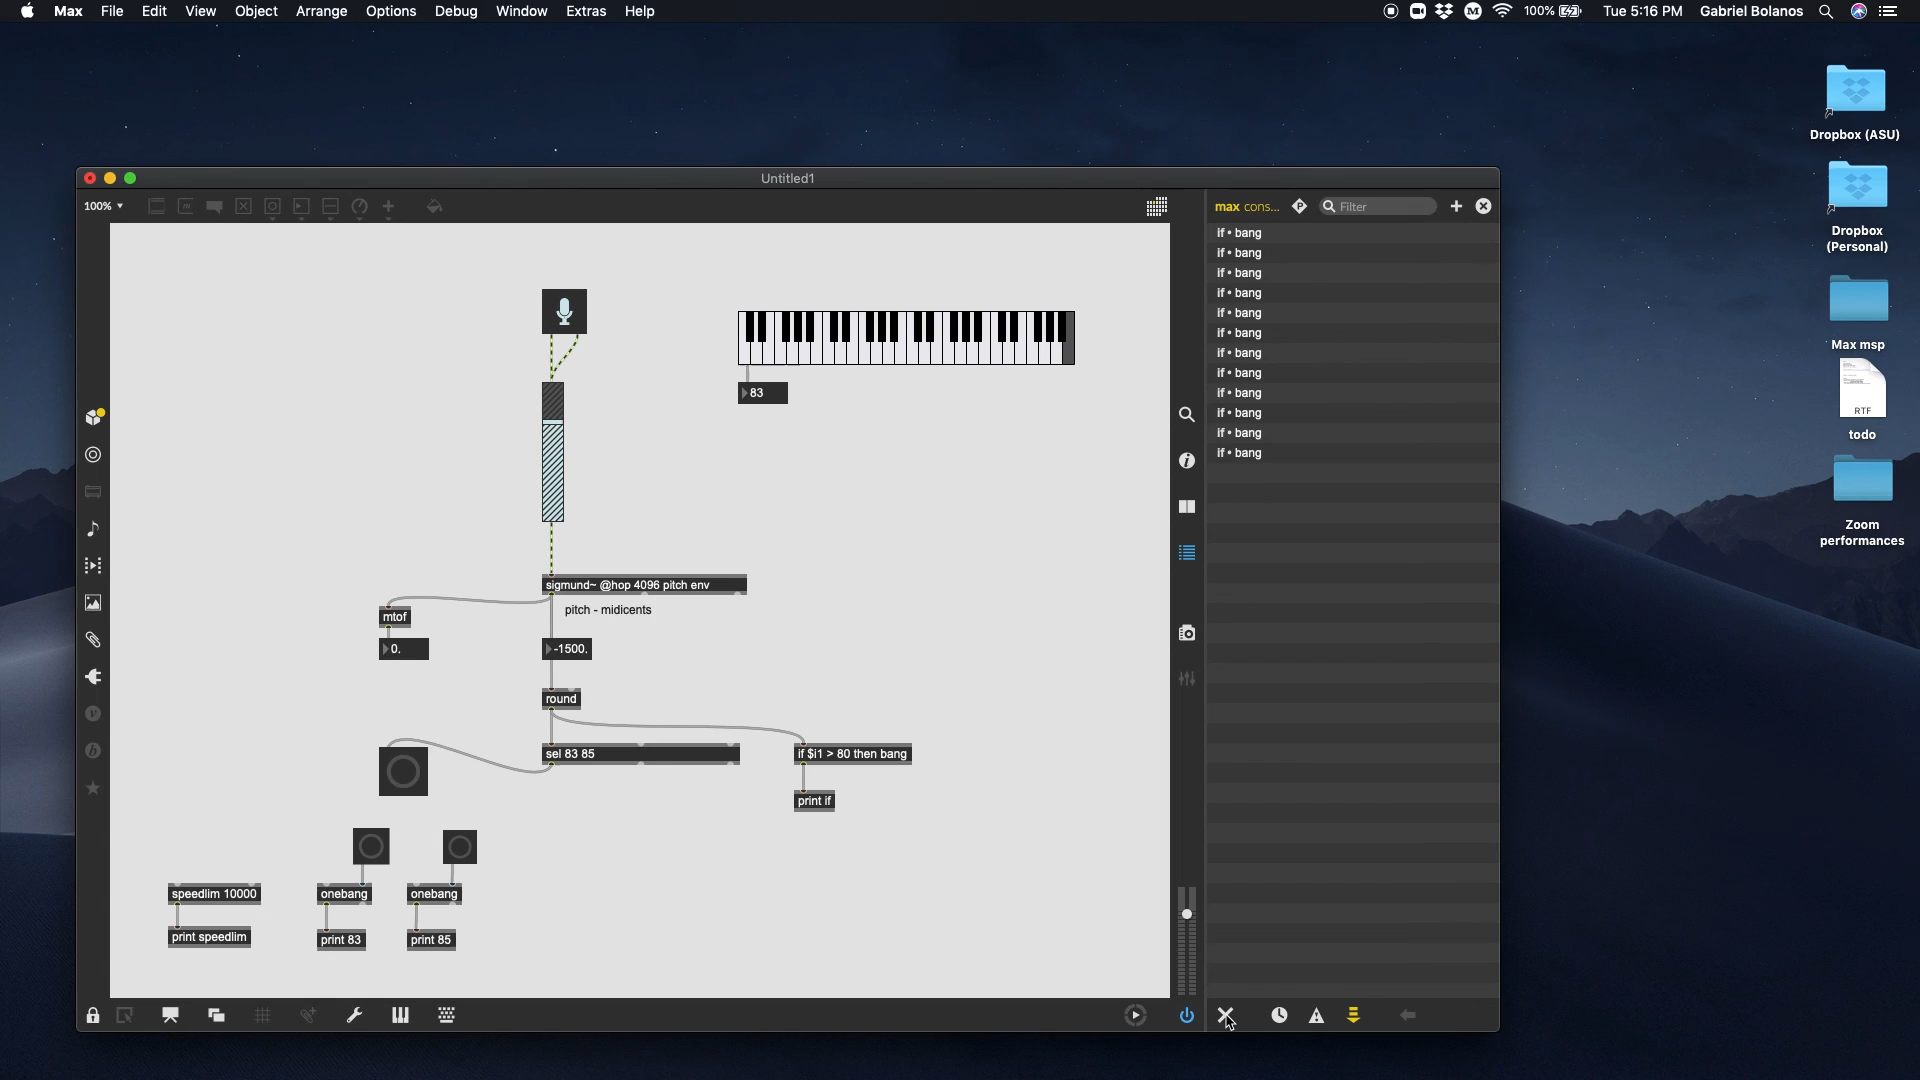 Max File Edit View Object Arrange Options Debug Window Extras Help
100% Tue 5:16 PM Gabriel Bolanos
Dropbox (ASU)
Dropbox
(Personal)
Max msp
RTF
todo
Zoom
performances
Untitled1
100%
max cons... Filter
if • bang
if • bang
if • bang
if • bang
if • bang
if • bang
if • bang
if • bang
if • bang
if • bang
if • bang
if • bang
83
sigmund~ @hop 4096 pitch env
pitch - midicents
mtof
0.
-1500.
round
sel 83 85
if $i1 > 80 then bang
print if
speedlim 10000
onebang
onebang
print speedlim
print 83
print 85